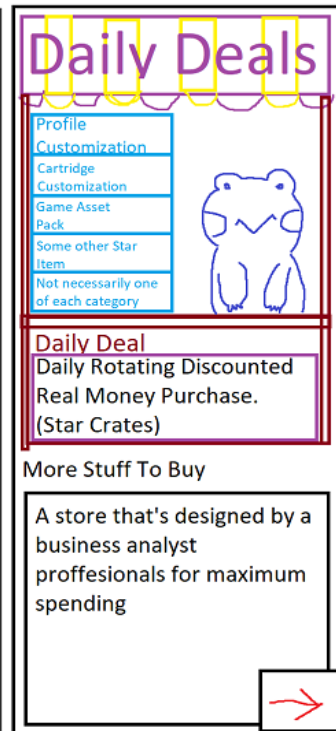 Daily Deals
Profile
Customization
Cartridge
Customization
Game Asset
Pack
Some other Star
Item
Not necessarily one
of each category
Daily Deal
Daily Rotating Discounted
Real Money Purchase.
(Star Crates)
More Stuff To Buy
A store that's designed by a
business analyst
proffesionals for maximum
spending